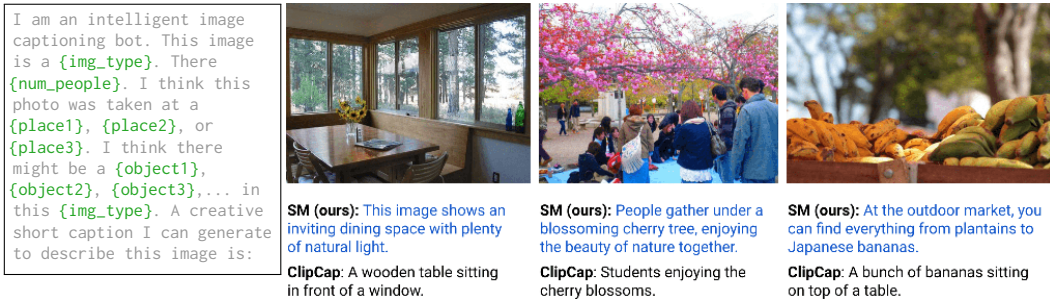 I am an intelligent image
captioning bot. This image
is a {img_type}. There
{num_people}. I think this
photo was taken at a
{place1}, {place2}, or
{place3}. I think there
might be a {object1},
{object2}, {object3},... in
this {img_type}. A creative
short caption I can generate
to describe this image is:
SM (ours): This image shows an
inviting dining space with plenty
of natural light.
ClipCap: A wooden table sitting
in front of a window.
SM (ours): People gather under a
blossoming cherry tree, enjoying
the beauty of nature together.
ClipCap: Students enjoying the
cherry blossoms.
SM (ours): At the outdoor market, you
can find everything from plantains to
Japanese bananas.
ClipCap: A bunch of bananas sitting
on top of a table.